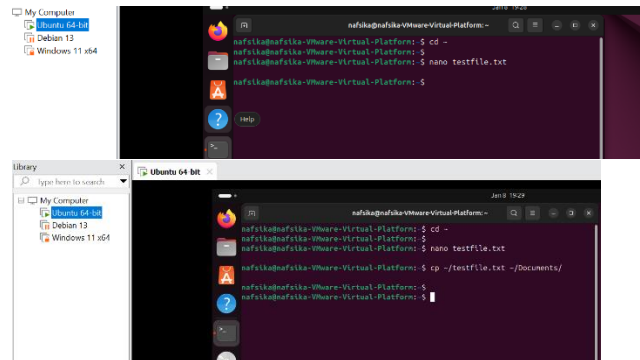 My Computer
Ubuntu 64-bit
Debian 13
Windows 11 x64
nafsika@nafsika-VMware-Virtual-Platform: ~
nafsika@nafsika-VMware-Virtual-Platform:~$ cd ~
nafsika@nafsika-VMware-Virtual-Platform:~$
nafsika@nafsika-VMware-Virtual-Platform:~$ nano testfile.txt
nafsika@nafsika-VMware-Virtual-Platform:~$
Help
Library
Type here to search
My Computer
Ubuntu 64-bit
Debian 13
Windows 11 x64
Ubuntu 64-bit
Jan 8 19:29
nafsika@nafsika-VMware-Virtual-Platform: ~
nafsika@nafsika-VMware-Virtual-Platform:~$ cd ~
nafsika@nafsika-VMware-Virtual-Platform:~$
nafsika@nafsika-VMware-Virtual-Platform:~$ nano testfile.txt
nafsika@nafsika-VMware-Virtual-Platform:~$ cp ~/testfile.txt ~/Documents/
nafsika@nafsika-VMware-Virtual-Platform:~$
nafsika@nafsika-VMware-Virtual-Platform:~$